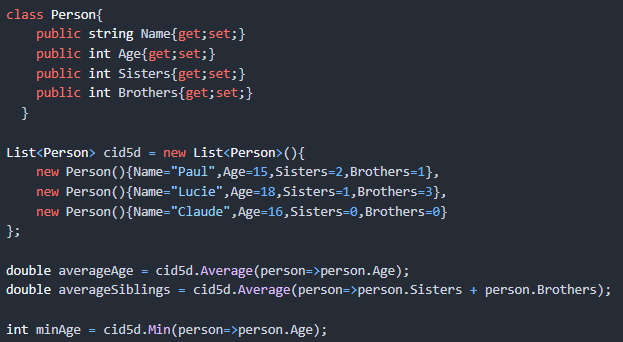 class Person{
public string Name{get;set;}
public int Age{get;set;}
public int Sisters{get;set;}
public int Brothers{get;set;}
}
List<Person> cid5d = new List<Person>(){
new Person(){Name="Paul",Age=15,Sisters=2,Brothers=1},
new Person(){Name="Lucie",Age=18,Sisters=1,Brothers=3},
new Person(){Name="Claude",Age=16,Sisters=0,Brothers=0}
};
double averageAge = cid5d.Average(person=>person.Age);
double averageSiblings = cid5d.Average(person=>person.Sisters + person.Brothers);
int minAge = cid5d.Min(person=>person.Age);